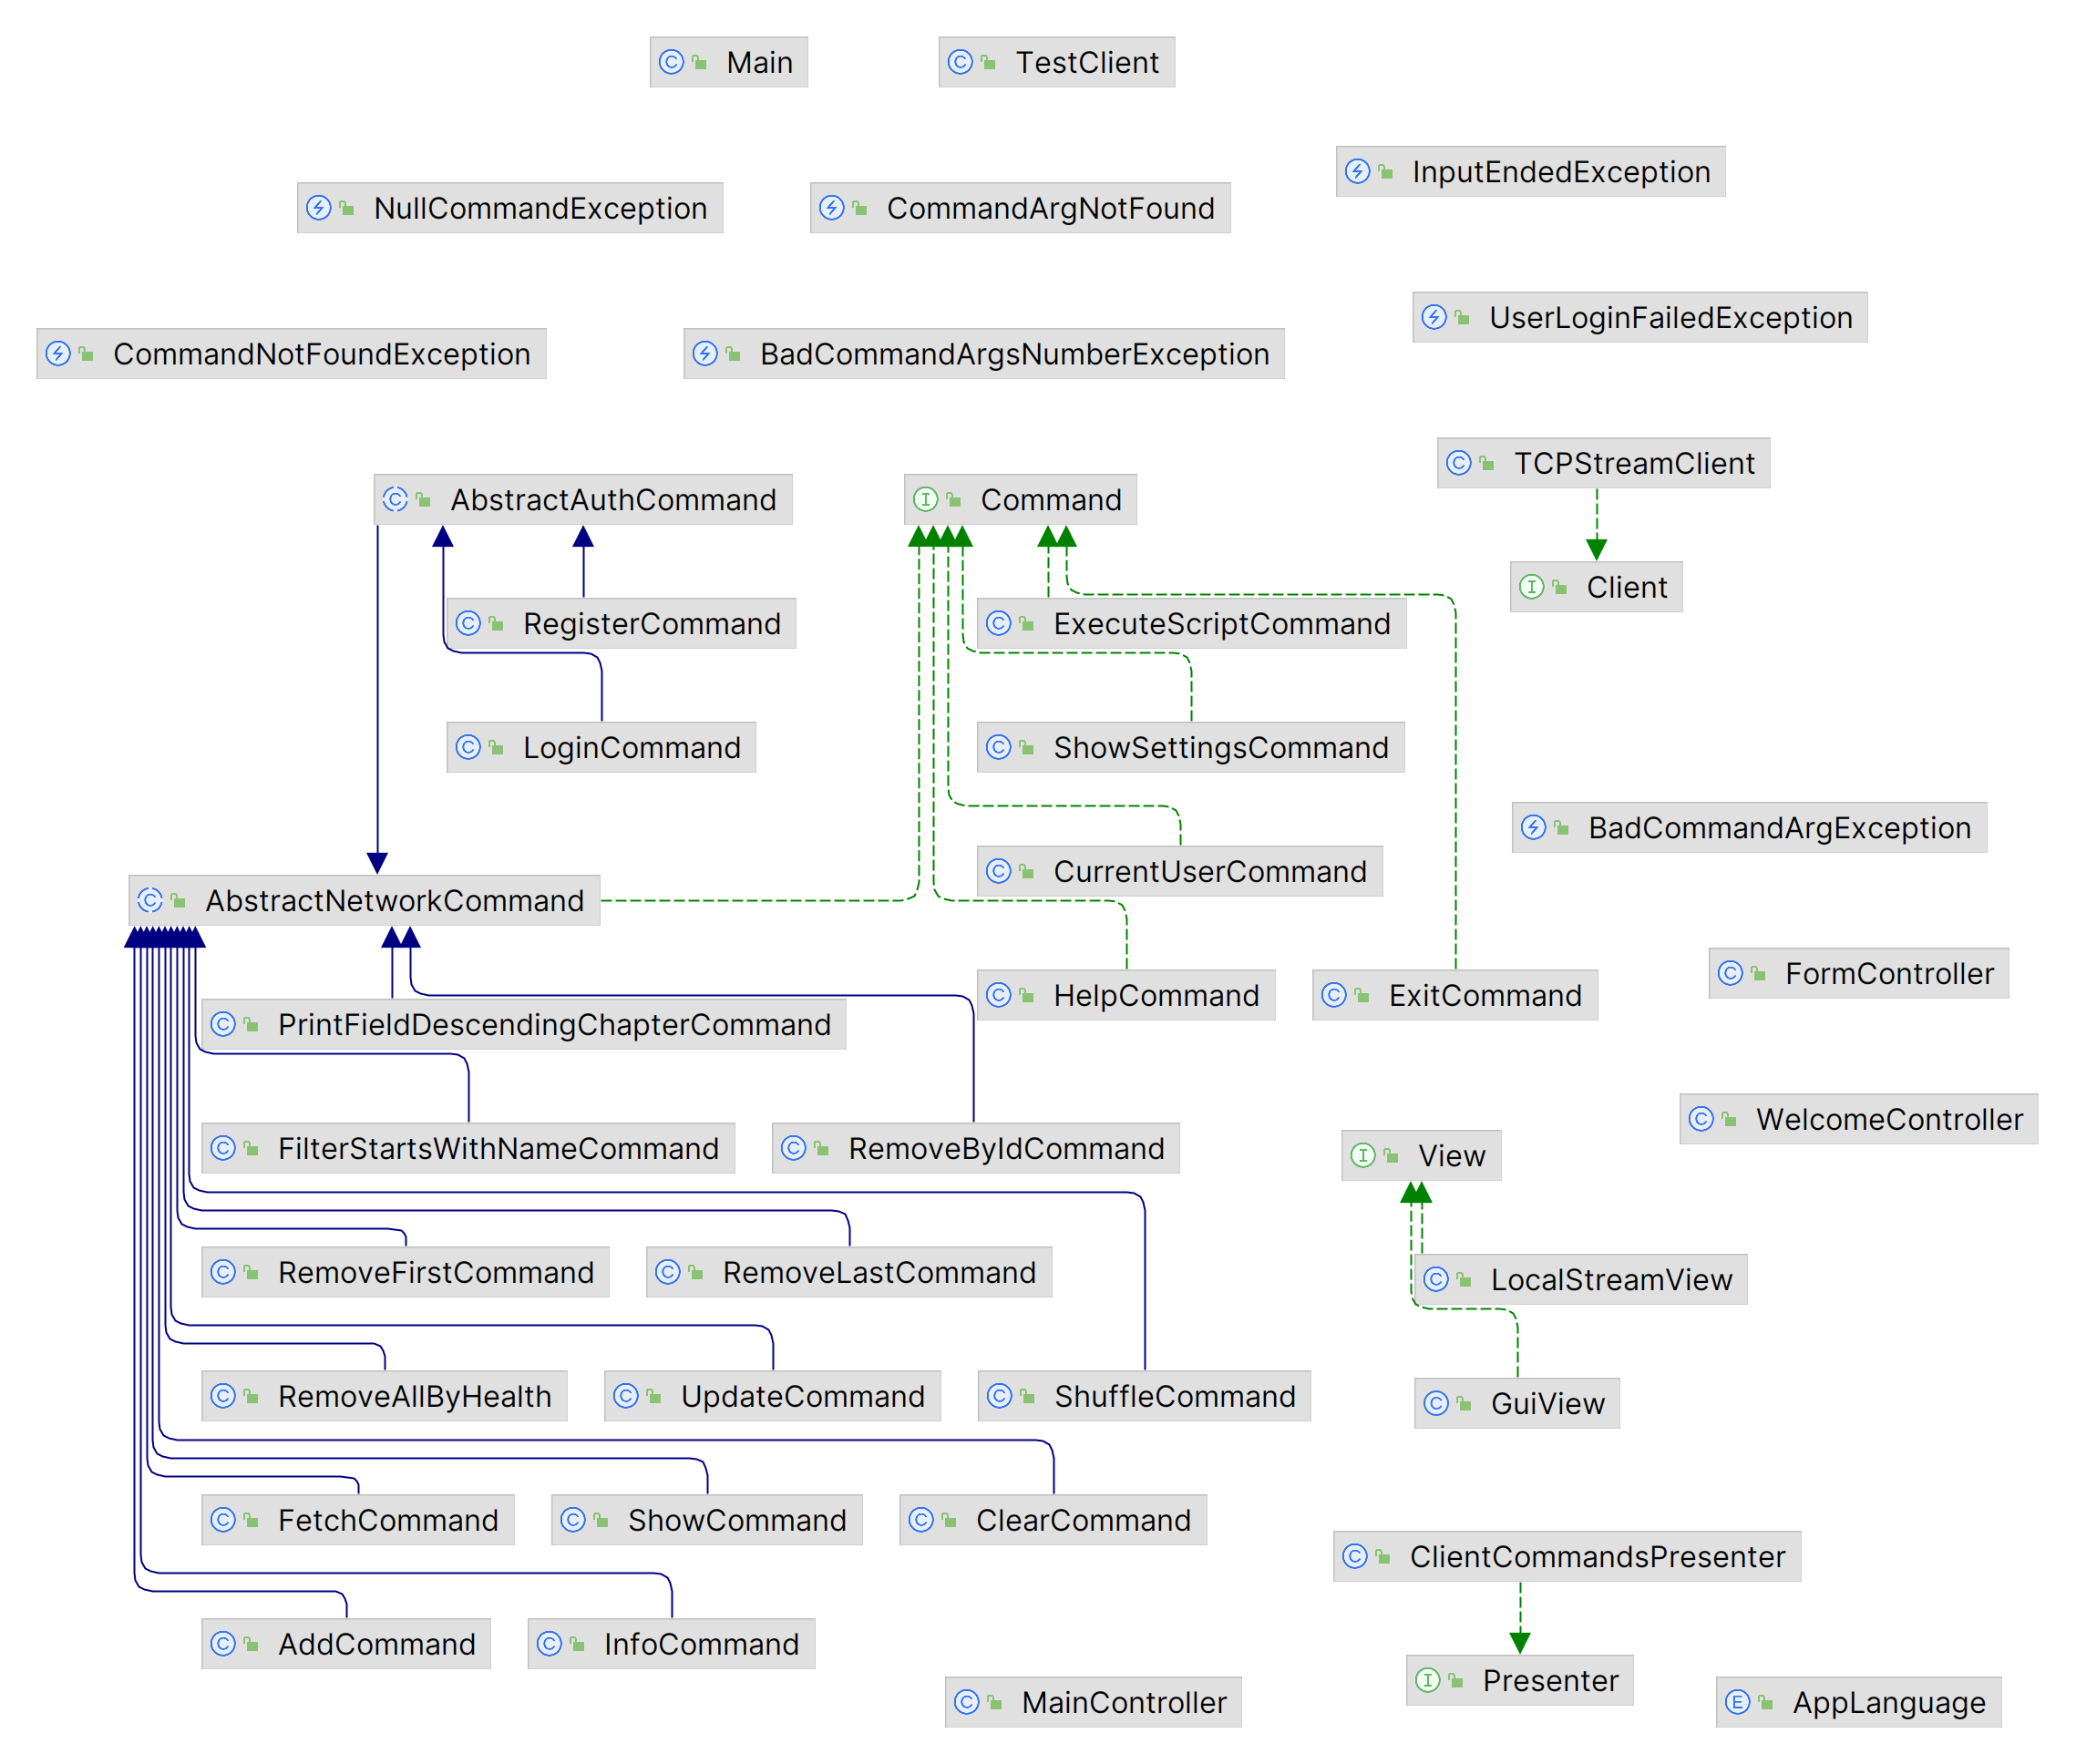 Main
TestClient
InputEndedException
NullCommandException
CommandArgNotFound
UserLoginFailedException
CommandNotFoundException
BadCommandArgsNumberException
TCPStreamClient
AbstractAuthCommand
Command
Client
RegisterCommand
ExecuteScriptCommand
LoginCommand
ShowSettingsCommand
BadCommandArgException
CurrentUserCommand
AbstractNetworkCommand
FormController
HelpCommand
ExitCommand
PrintFieldDescendingChapterCommand
WelcomeController
FilterStartsWithNameCommand
RemoveByIdCommand
View
RemoveFirstCommand
RemoveLastCommand
LocalStreamView
RemoveAllByHealth
UpdateCommand
ShuffleCommand
GuiView
FetchCommand
ShowCommand
ClearCommand
ClientCommandsPresenter
AddCommand
InfoCommand
Presenter
MainController
AppLanguage